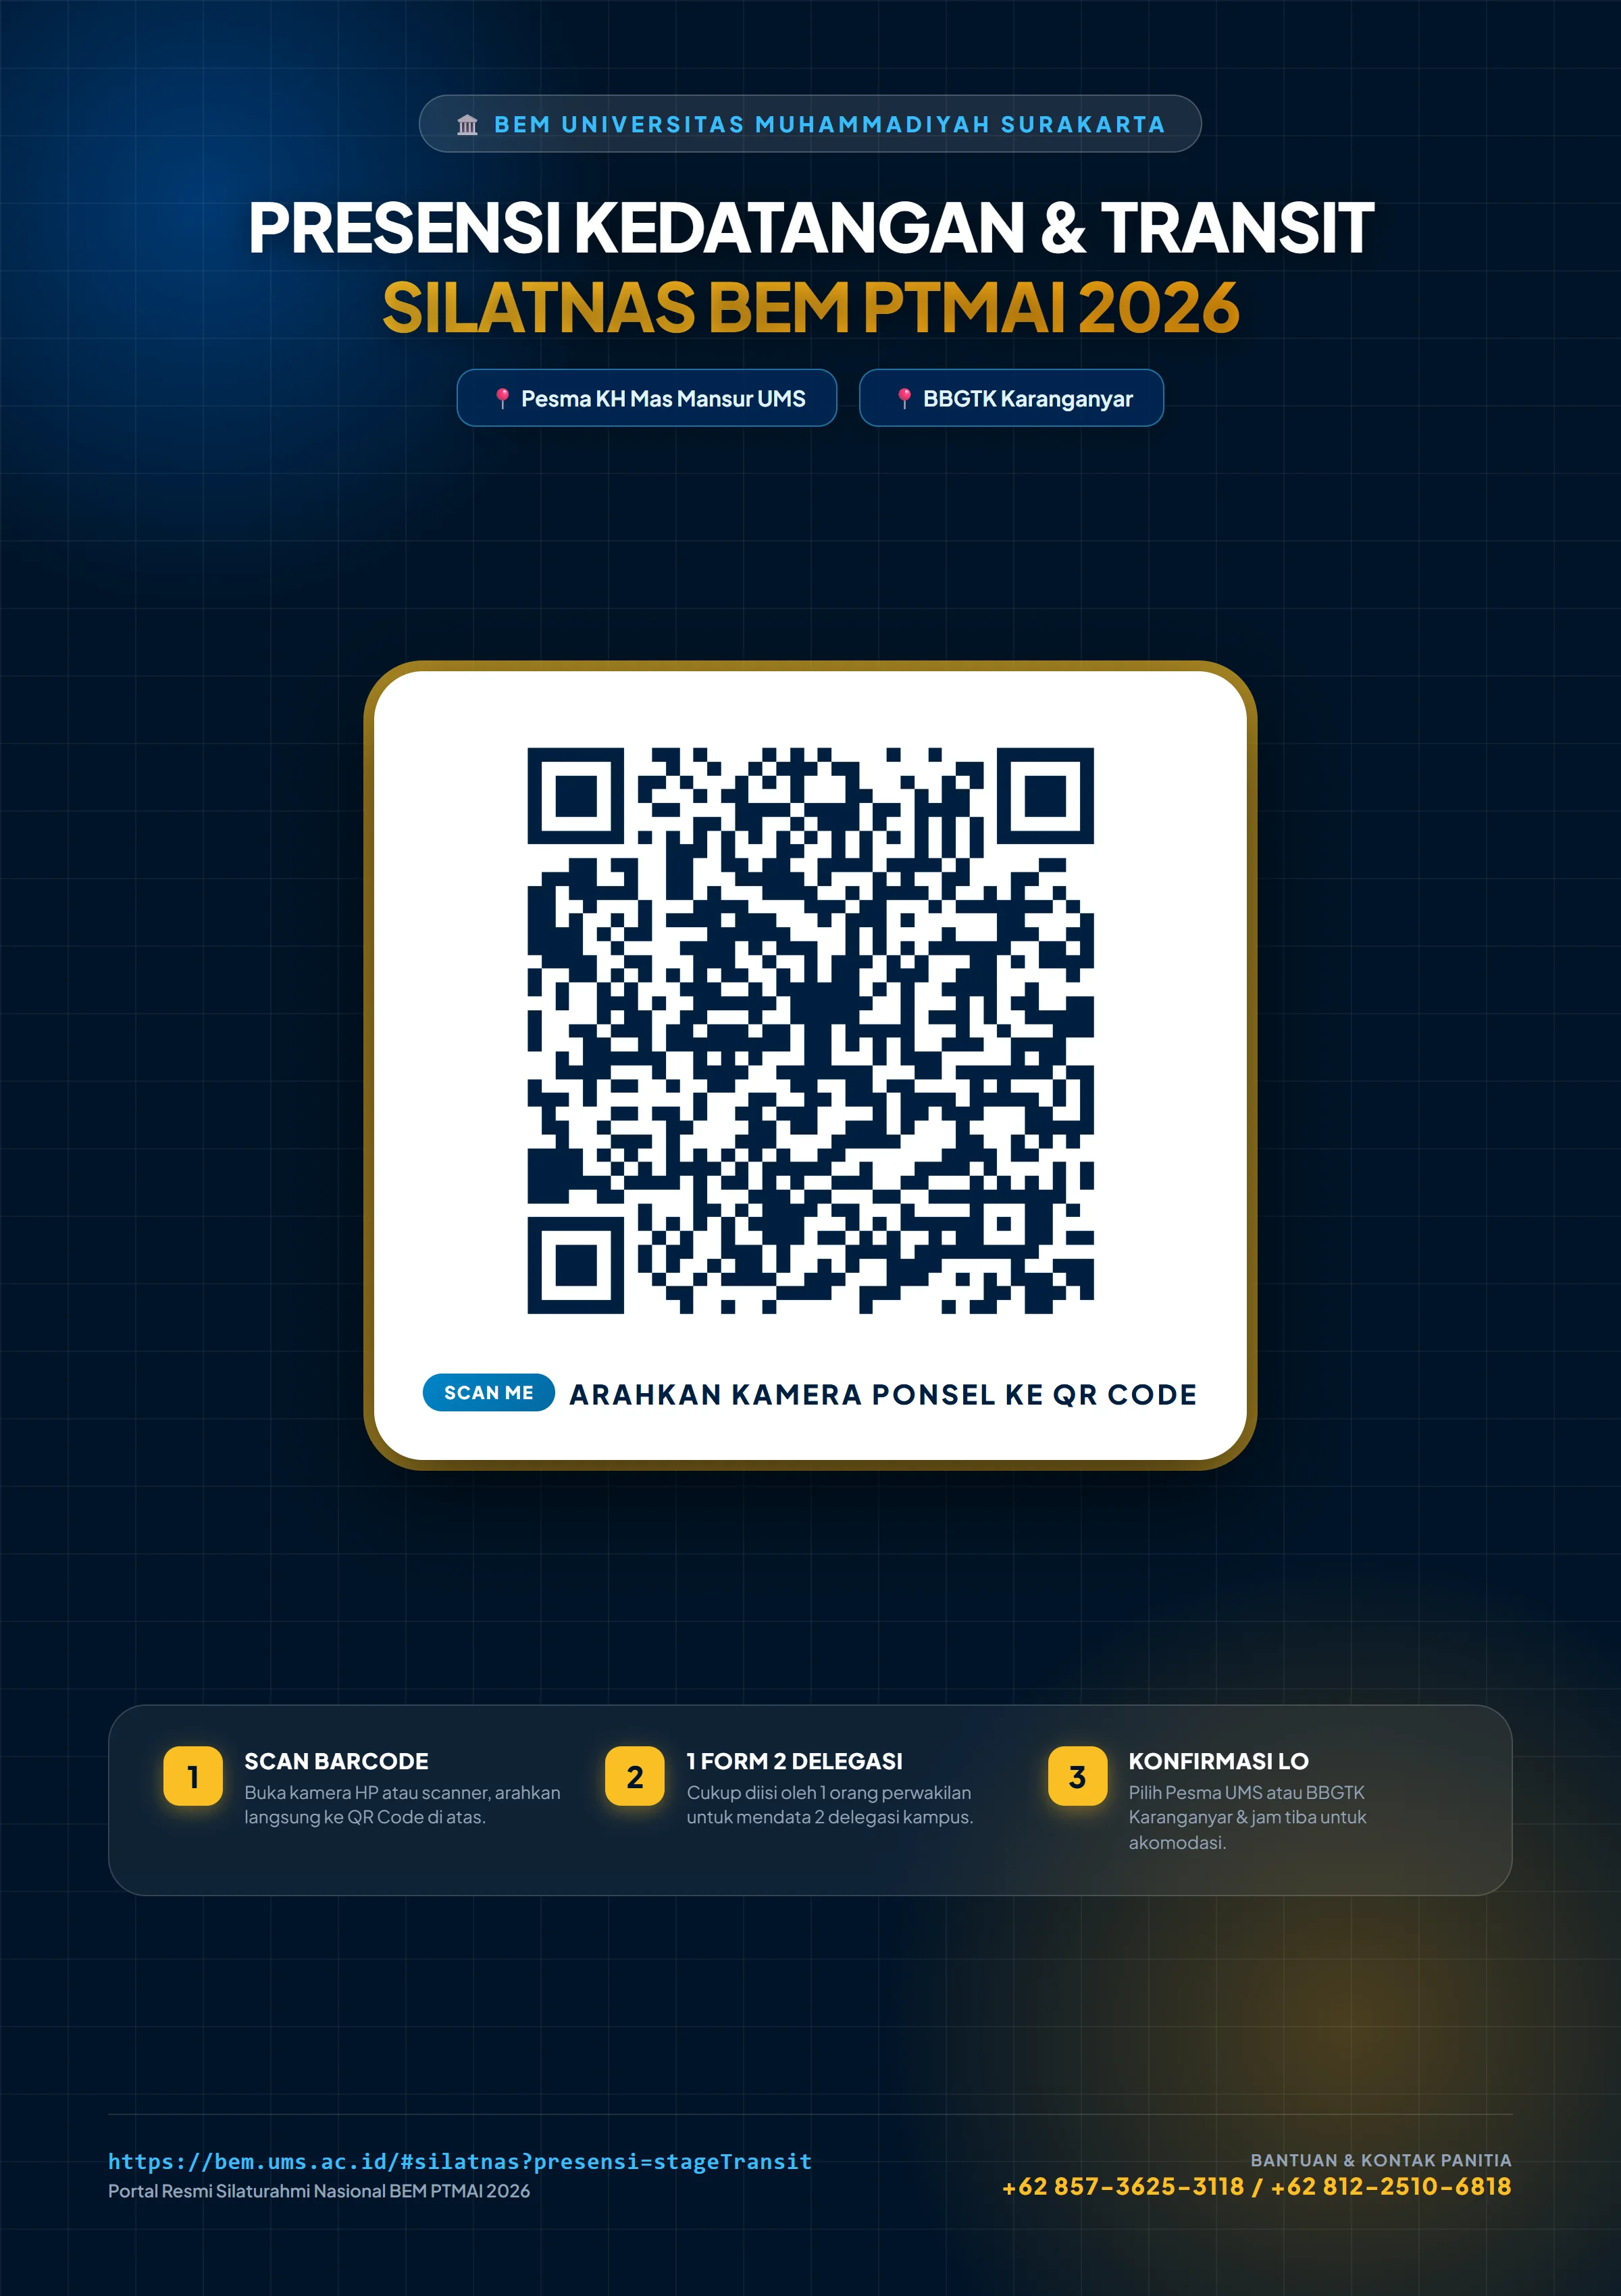 BEM UNIVERSITAS MUHAMMADIYAH SURAKARTA
PRESENSI KEDATANGAN & TRANSIT
SILATNAS BEM PTMAI 2026
Pesma KH Mas Mansur UMS
BBGTK Karanganyar
SCAN ME
ARAHKAN KAMERA PONSEL KE QR CODE
1
SCAN BARCODE
Buka kamera HP atau scanner, arahkan
langsung ke QR Code di atas.
2
1 FORM 2 DELEGASI
Cukup diisi oleh 1 orang perwakilan
untuk mendata 2 delegasi kampus.
3
KONFIRMASI LO
Pilih Pesma UMS atau BBGTK
Karanganyar & jam tiba untuk
akomodasi.
https://bem.ums.ac.id/#silatnas?presensi=stageTransit
Portal Resmi Silaturahmi Nasional BEM PTMAI 2026
BANTUAN & KONTAK PANITIA
+62 857-3625-3118 / +62 812-2510-6818